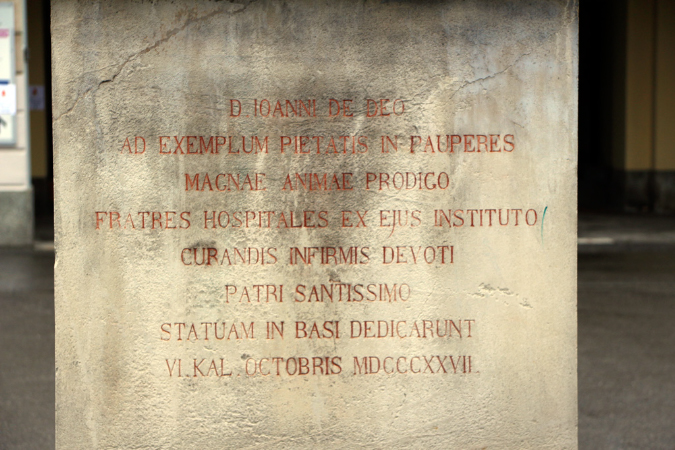 D. IOANNI DE DEO
AD EXEMPLUM PIETATIS IN PAUPERES
MAGNAE ANIMAE PRODIGO
FRATRES HOSPITALES EX EJUS INSTITUTO
CURANDIS INFIRMIS DEVOTI
PATRI SANTISSIMO
STATUAM IN BASI DEDICARUNT
VI. KAL. OCTOBRIS MDCCCXXVII.